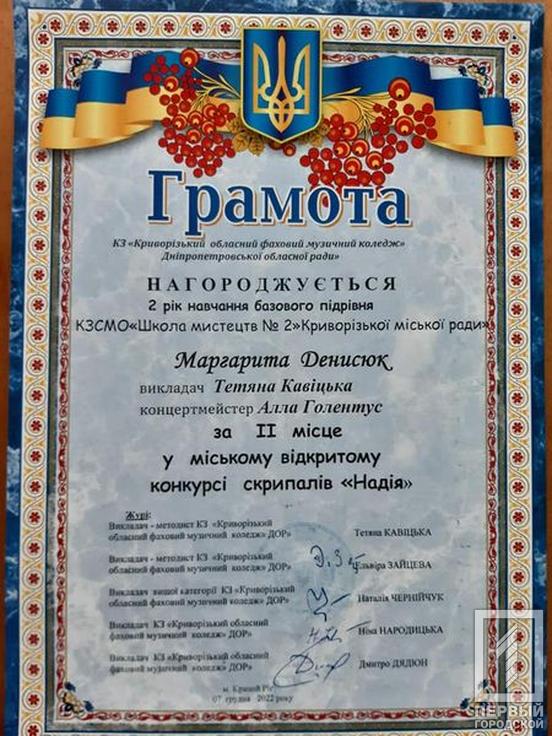 Грамота
КЗ «Криворізький обласний фаховий музичний коледж»
Дніпропетровської обласної ради»
НАГОРОДЖУЄТЬСЯ
2 рік навчання базового підрівня
КЗСМО«Школа мистецтв № 2»Криворізької міської ради»
Маргарита Денисюк
викладач Тетяна Кавіцька
концертмейстер Алла Голентус
за II місце
у міському відкритому
конкурсі скрипалів «Надія»
Журі:
Викладач - методист КЗ «Криворізький
обласний фаховий музичний коледж» ДОР» Тетяна КАВІЦЬКА
Викладач - методист КЗ «Криворізький
обласний фаховий музичний коледж» ДОР» Ельвіра ЗАЙЦЕВА
Викладач вищої категорії КЗ «Криворізький
обласний фаховий музичний коледж» ДОР» Наталія ЧЕРНІЙЧУК
Викладач КЗ «Криворізький обласний
фаховий музичний коледж» ДОР» Ніна НАРОДИЦЬКА
Викладач КЗ «Криворізький обласний
фаховий музичний коледж» ДОР» Дмитро ДЯДЮН
м. Кривий Ріг
07 грудня 2022 року
ПЕРВЫЙ
ГОРОДСКОЙ